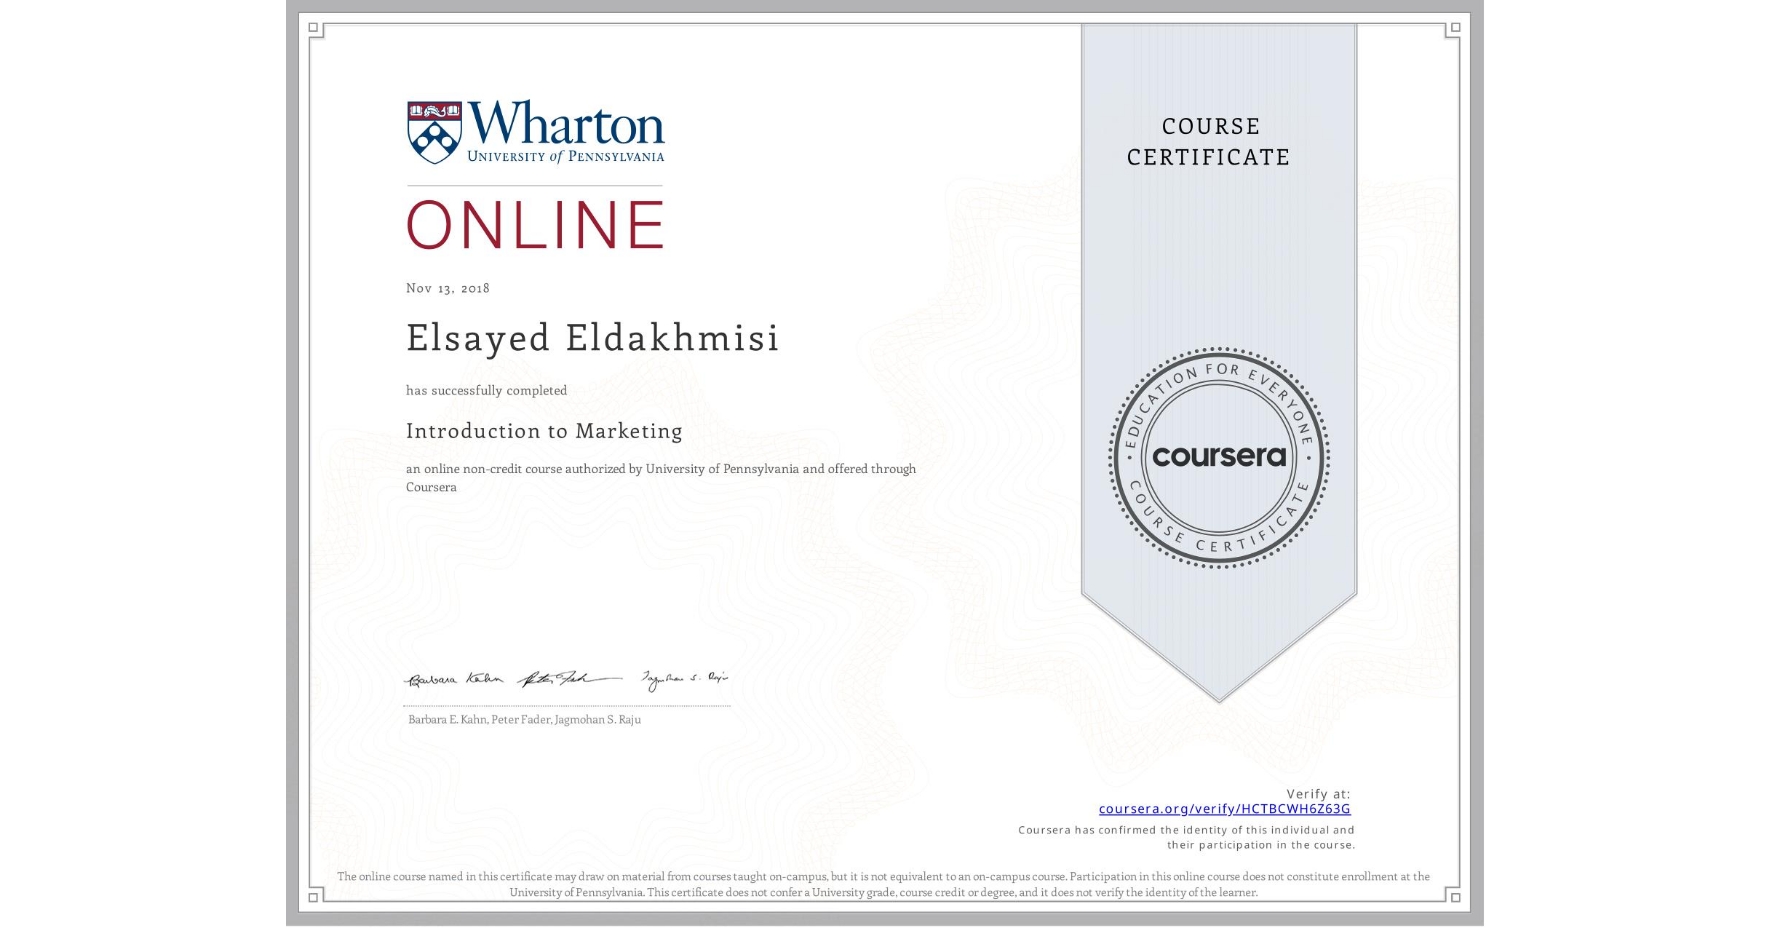 Wharton
UNIVERSITY of PENNSYLVANIA
ONLINE
Nov 13, 2018
Elsayed Eldakhmisi
has successfully completed
Introduction to Marketing
an online non-credit course authorized by University of Pennsylvania and offered through
Coursera
Barbara Kahn
Peter Fader
Jagmohan S. Raju
Barbara E. Kahn, Peter Fader, Jagmohan S. Raju
COURSE
CERTIFICATE
EDUCATION FOR EVERYONE
coursera
COURSE CERTIFICATE
Verify at:
coursera.org/verify/HCTBCWH6Z63G
Coursera has confirmed the identity of this individual and
their participation in the course.
The online course named in this certificate may draw on material from courses taught on-campus, but it is not equivalent to an on-campus course. Participation in this online course does not constitute enrollment at the
University of Pennsylvania. This certificate does not confer a University grade, course credit or degree, and it does not verify the identity of the learner.